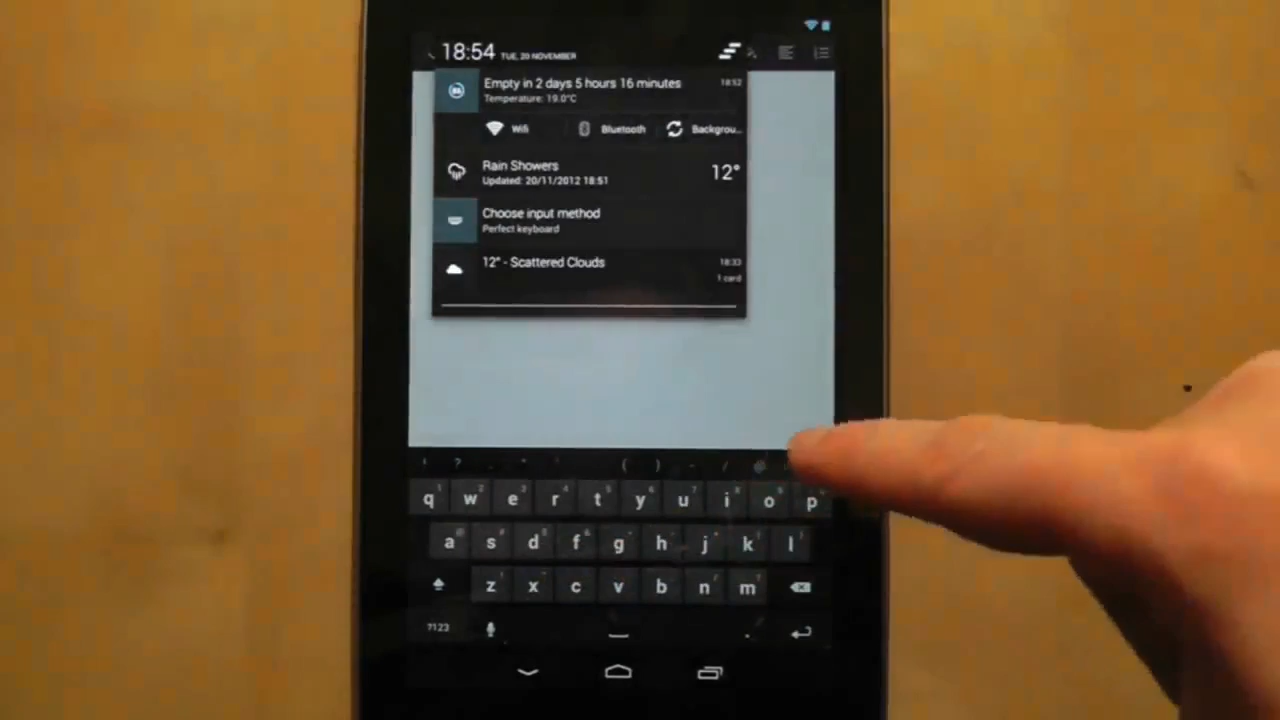 18:54 TUE, 20 NOVEMBER
Empty in 2 days 5 hours 16 minutes 18:52
Temperature: 19.0°C
Wifi Bluetooth Backgrou..
Rain Showers 12°
Updated: 20/11/2012 18:51
Choose input method
Perfect keyboard
12° - Scattered Clouds 18:33
1 card
! ? ( ) - / @
q w e r t y u i o p
a s d f g h j k l
z x c v b n m
?123 .